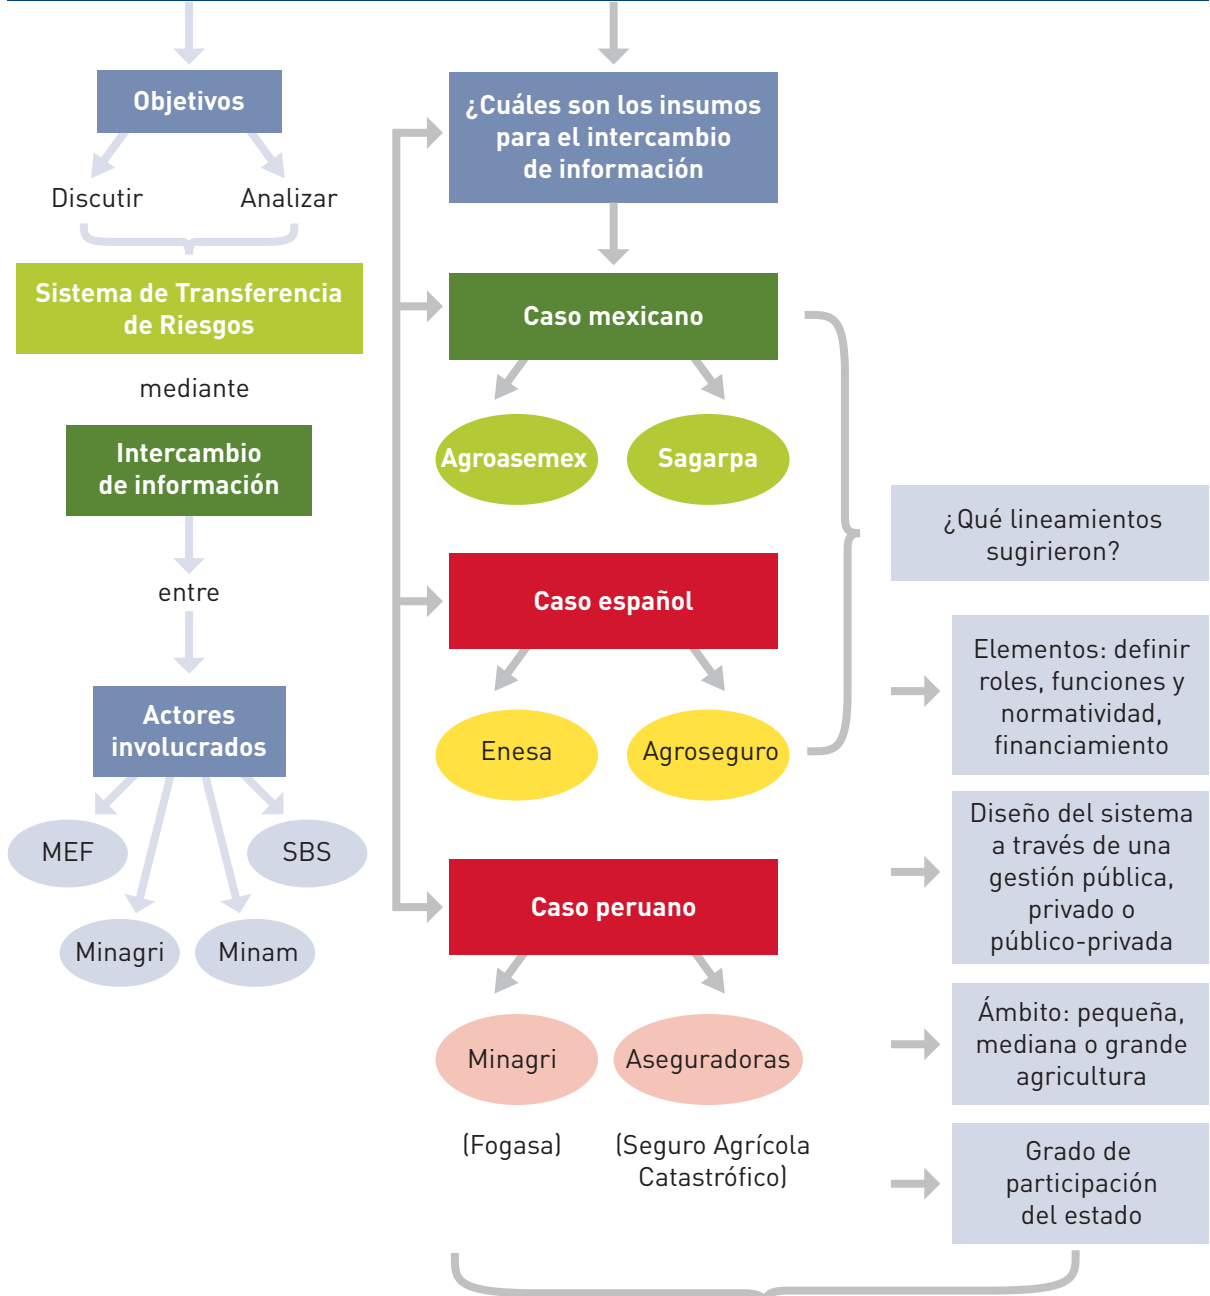 Objetivos
Discutir
Analizar
Sistema de Transferencia
de Riesgos
mediante
Intercambio
de información
entre
Actores
involucrados
MEF
SBS
Minagri
Minam
¿Cuáles son los insumos
para el intercambio
de información
Caso mexicano
Agroasemex
Sagarpa
Caso español
Enesa
Agroseguro
Caso peruano
Minagri
Aseguradoras
(Fogasa)
(Seguro Agrícola
Catastrófico)
¿Qué lineamientos
sugirieron?
Elementos: definir
roles, funciones y
normatividad,
financiamiento
Diseño del sistema
a través de una
gestión pública,
privado o
público-privada
Ámbito: pequeña,
mediana o grande
agricultura
Grado de
participación
del estado